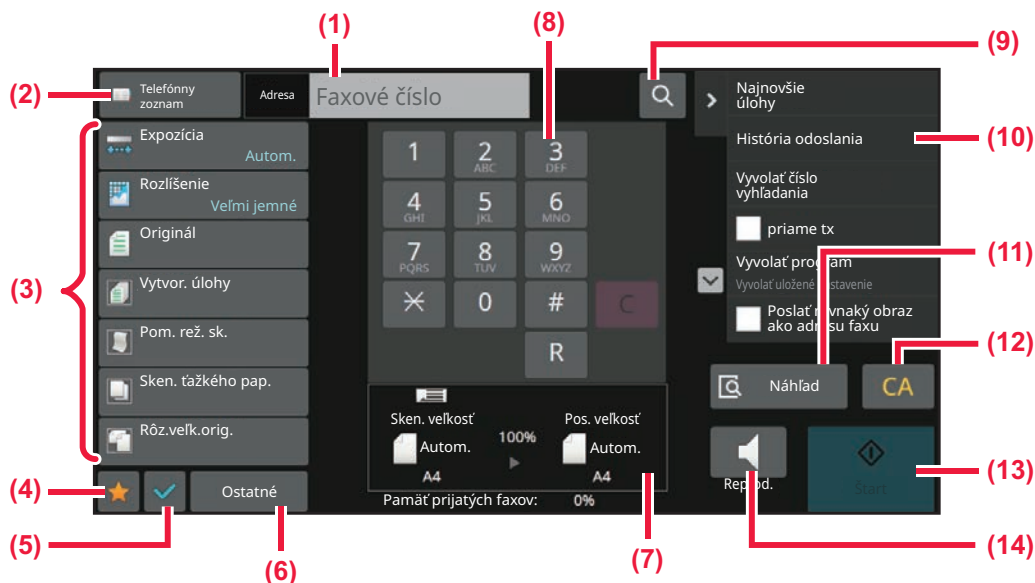 (1)
(8)
(9)
(2)
Telefónny
zoznam
Adresa
Faxové číslo
(3)
Expozícia
Autom.
Rozlíšenie
Veľmi jemné
Originál
Vytvor. úlohy
Pom. rež. sk.
Sken. ťažkého pap.
Rôz.veľk.orig.
1
2
ABC
3
DEF
4
GHI
5
JKL
6
MNO
7
PQRS
8
TUV
9
WXYZ
0
#
C
R
Najnovšie
úlohy
História odoslania
(10)
Vyvolať číslo
vyhľadania
priame tx
Vyvolať program
Vyvolať uložené nastavenie
Poslať rovnaký obraz
ako adresu faxu
(11)
(12)
Náhľad
CA
Sken. veľkosť
Autom.
A4
100%
Pos. veľkosť
Autom.
A4
Pamäť prijatých faxov: 0%
Reprod.
Start
(13)
(4)
(5)
Ostatné
(6)
(7)
(14)